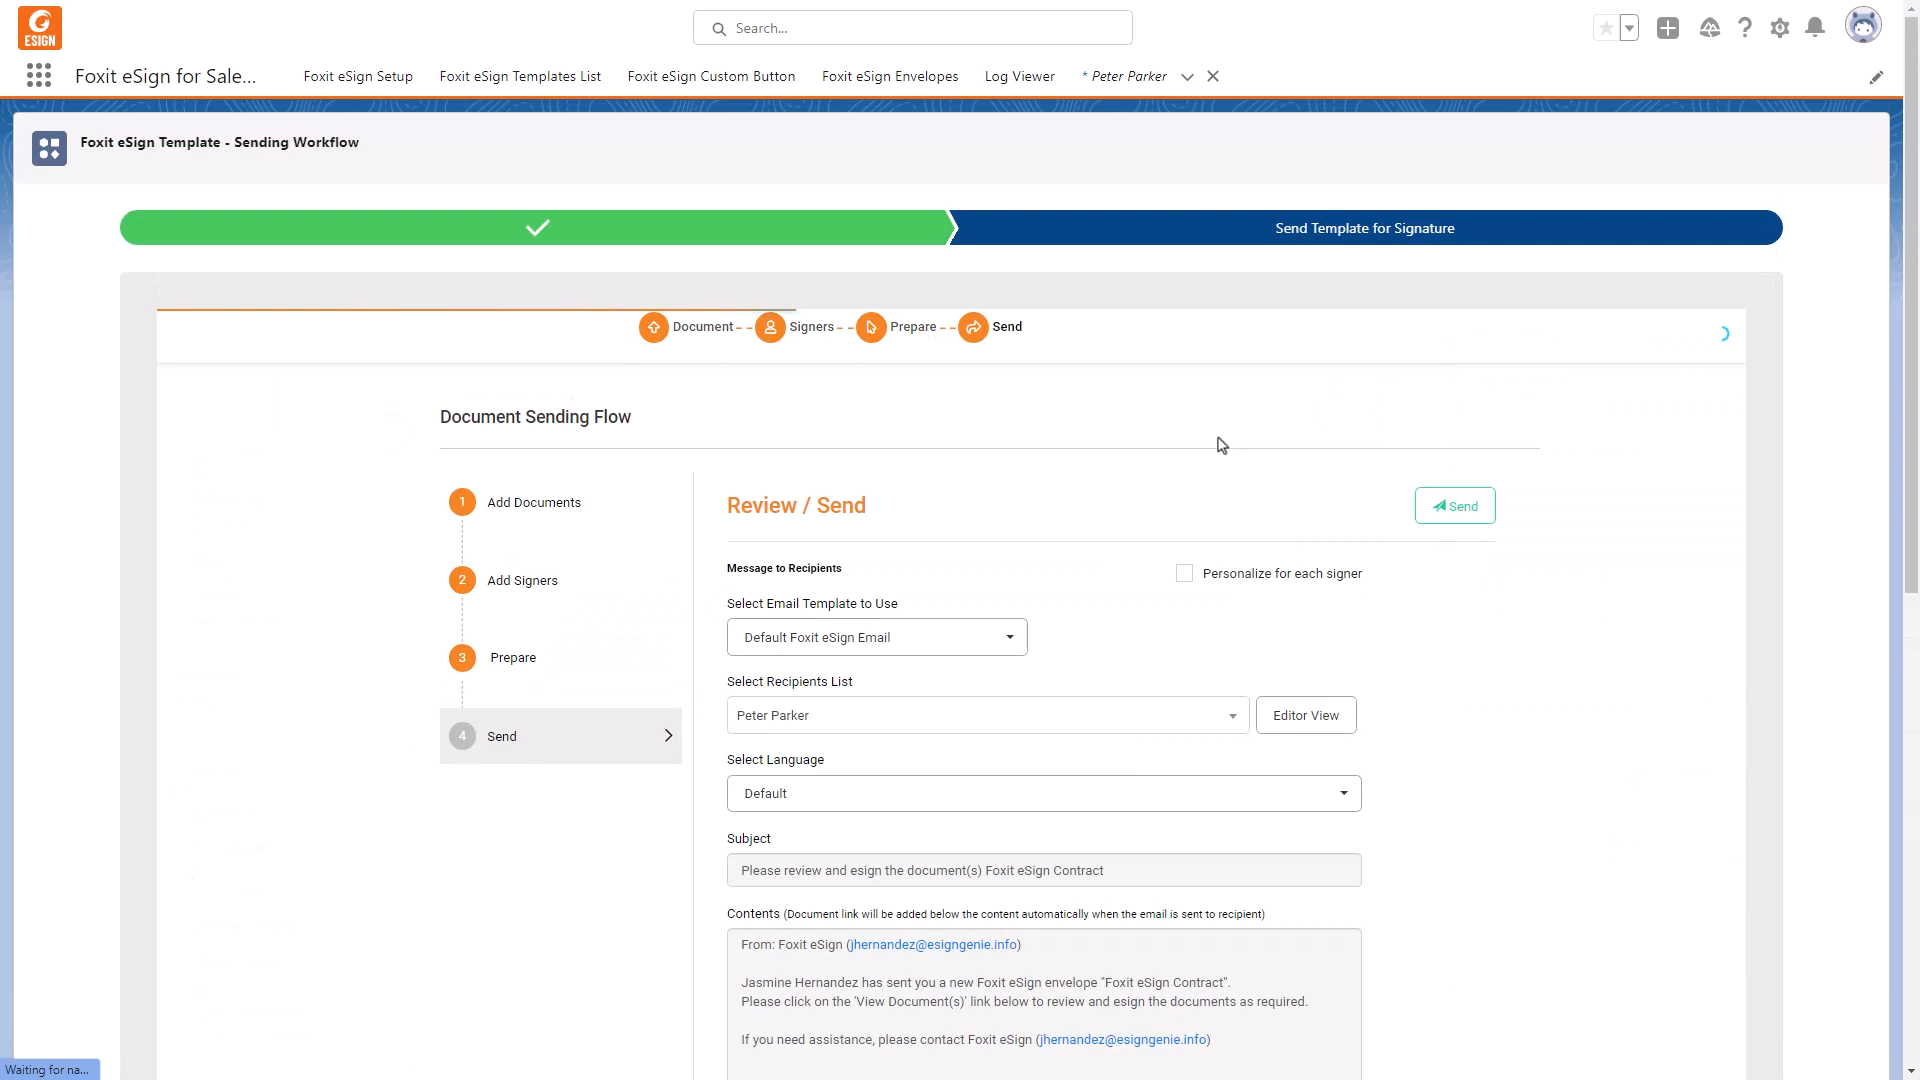 ESIGN
Search...
Foxit eSign for Sale...
Foxit eSign Setup
Foxit eSign Templates List
Foxit eSign Custom Button
Foxit eSign Envelopes
Log Viewer
* Peter Parker
Foxit eSign Template - Sending Workflow
Send Template for Signature
Document
Signers
Prepare
Send
Document Sending Flow
1 Add Documents
2 Add Signers
3 Prepare
4 Send
Review / Send
Send
Message to Recipients
Personalize for each signer
Select Email Template to Use
Default Foxit eSign Email
Select Recipients List
Peter Parker
Editor View
Select Language
Default
Subject
Please review and esign the document(s) Foxit eSign Contract
Contents (Document link will be added below the content automatically when the email is sent to recipient)
From: Foxit eSign (jhernandez@esigngenie.info)
Jasmine Hernandez has sent you a new Foxit eSign envelope "Foxit eSign Contract".
Please click on the 'View Document(s)' link below to review and esign the documents as required.
If you need assistance, please contact Foxit eSign (jhernandez@esigngenie.info)
Waiting for na...